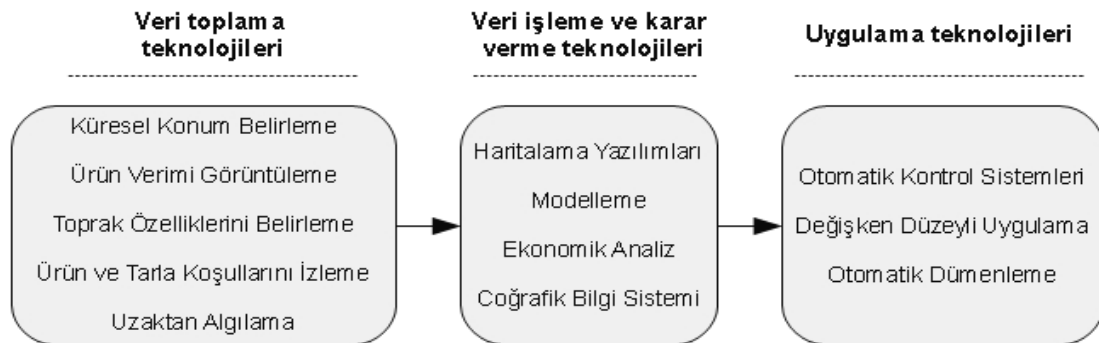 Veri toplama
teknolojileri
Küresel Konum Belirleme
Ürün Verimi Görüntüleme
Toprak Özelliklerini Belirleme
Ürün ve Tarla Koşullarını İzleme
Uzaktan Algılama
Veri işleme ve karar
verme teknolojileri
Haritalama Yazılımları
Modelleme
Ekonomik Analiz
Coğrafik Bilgi Sistemi
Uygulama teknolojileri
Otomatik Kontrol Sistemleri
Değişken Düzeyli Uygulama
Otomatik Dümenleme